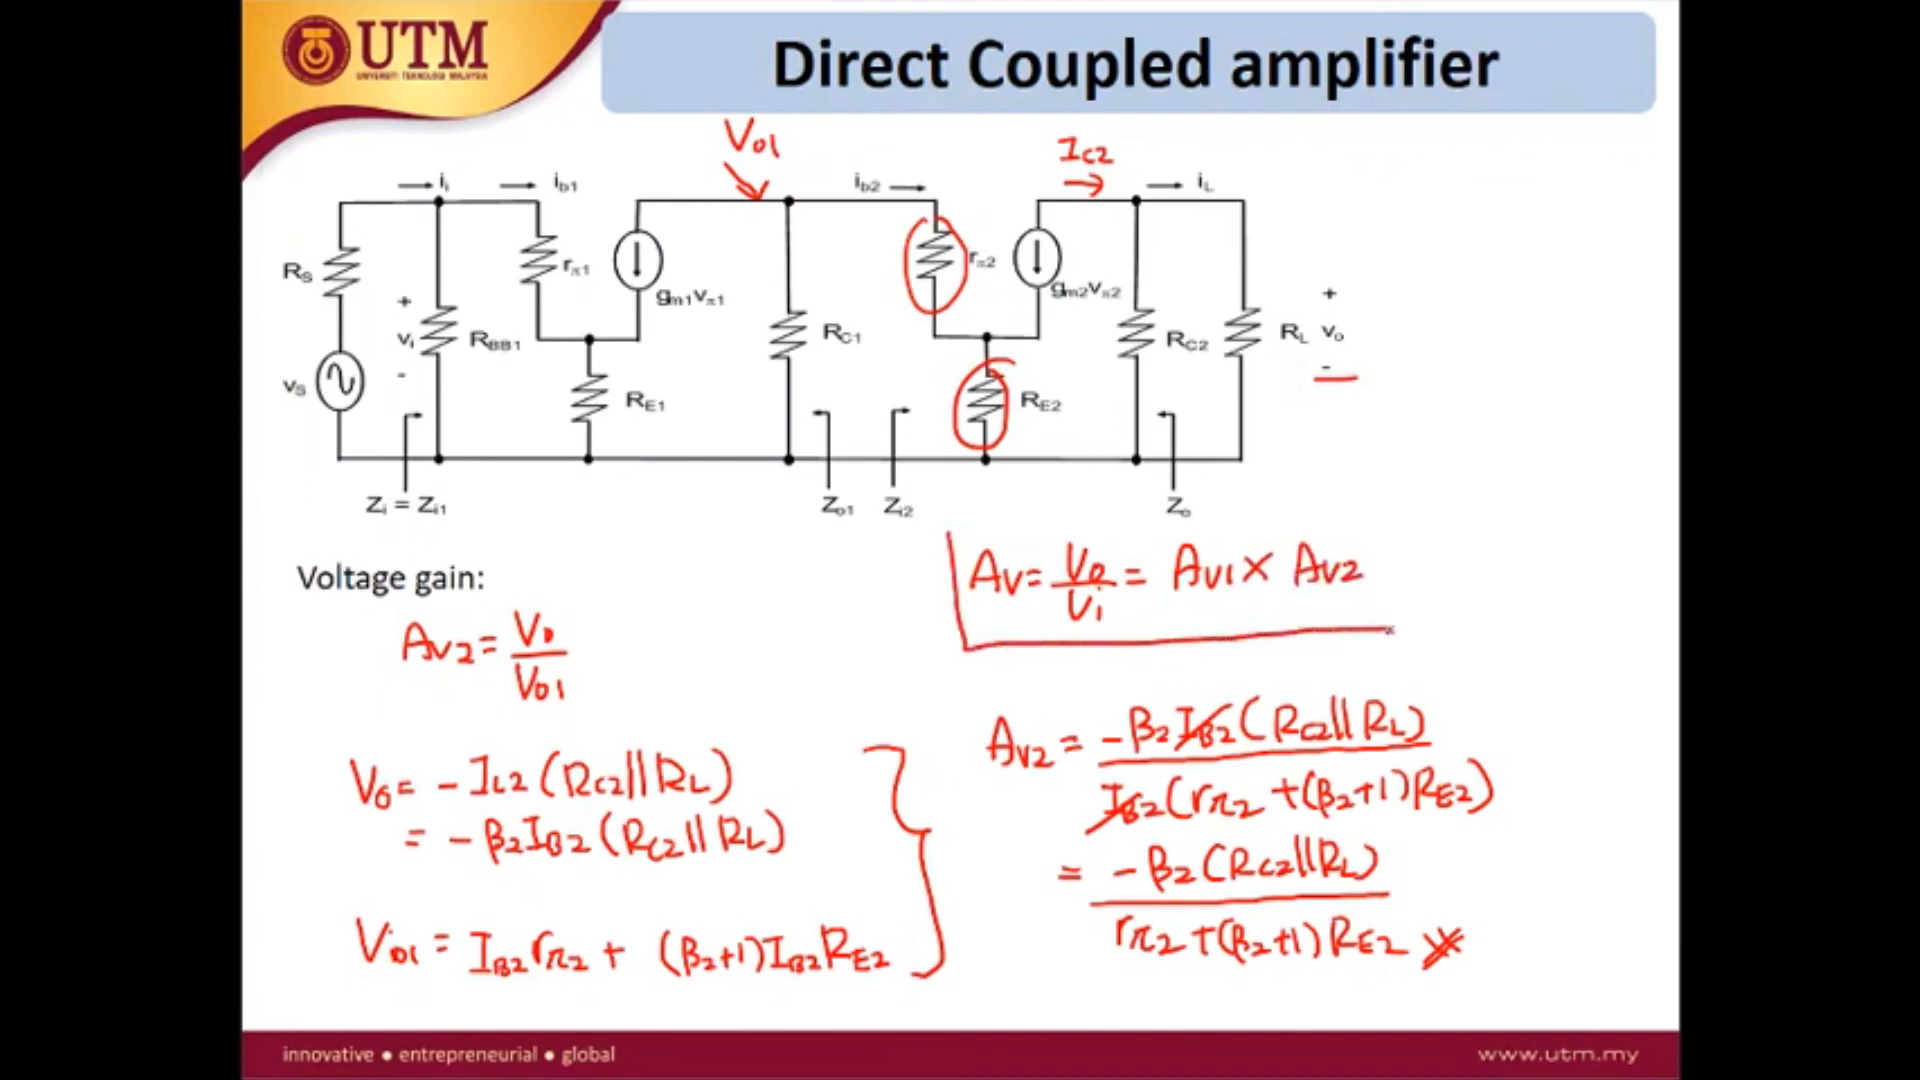 UTM
UNIVERSITI TEKNOLOGI MALAYSIA
Direct Coupled amplifier
Vo1
Ic2
ii
ib1
ib2
iL
RS
rπ1
gm1vπ1
rπ2
gm2vπ2
+
vi
-
RBB1
RC1
RC2
RL
+
vo
-
vS
RE1
RE2
Zi = Zi1
Zo1
Zi2
Zo
Voltage gain:
Av = Vo/Vi = Av1 × Av2
Av2 = Vo/Vo1
Vo = - Ic2 (Rc2||RL)
= - β2IB2 (Rc2||RL)
Vo1 = IB2rπ2 + (β2+1)IB2RE2
Av2 = -β2IB2(Rc2||RL) / IB2(rπ2 + (β2+1)RE2)
= -β2(Rc2||RL) / rπ2+(β2+1)RE2
innovative ● entrepreneurial ● global
www.utm.my